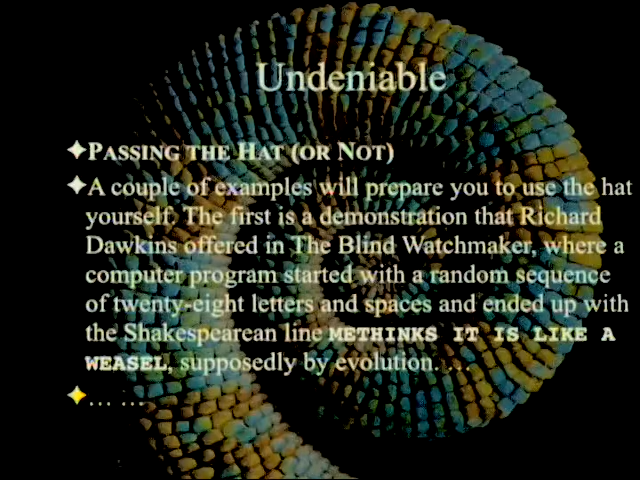 Undeniable
✦PASSING THE HAT (OR NOT)
✦A couple of examples will prepare you to use the hat
yourself. The first is a demonstration that Richard
Dawkins offered in The Blind Watchmaker, where a
computer program started with a random sequence
of twenty-eight letters and spaces and ended up with
the Shakespearean line METHINKS IT IS LIKE A
WEASEL, supposedly by evolution. …
✦… …